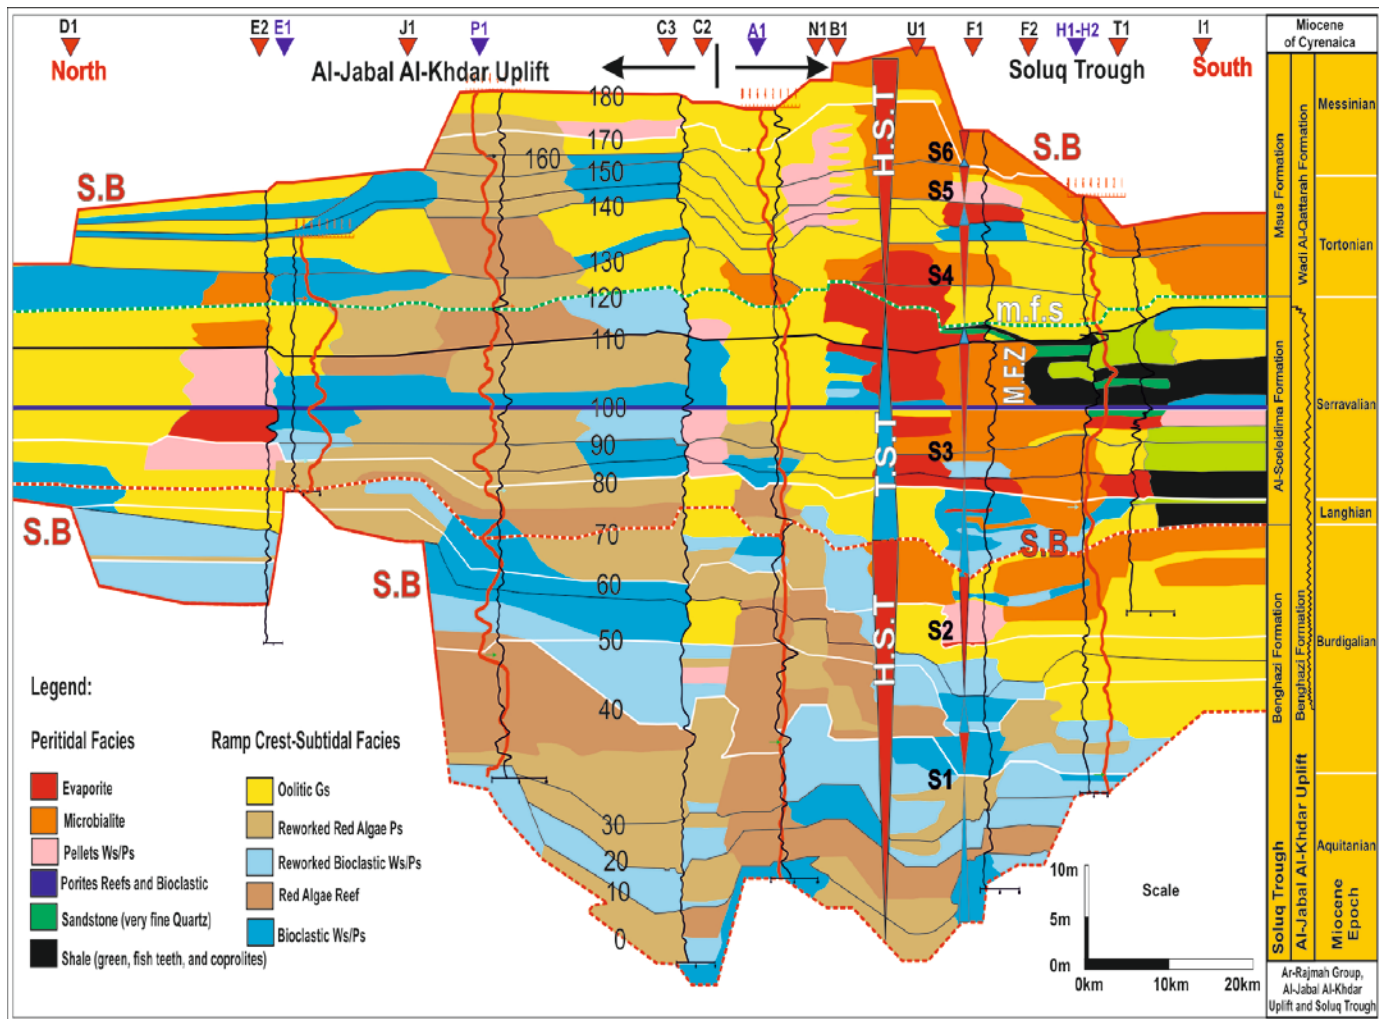 D1 E2 E1 J1 P1 C3 C2 A1 N1 B1 U1 F1 F2 H1-H2 T1 I1
North Al-Jabal Al-Khdar Uplift Soluq Trough South
Miocene
of Cyrenaica
180
170
160
150
140
130
120
110
100
90
80
70
60
50
40
30
20
10
0
S.B
S.B
S.B
S.B
S.B
H.S.T
T.S.T
H.S.T
S6
S5
S4
S3
S2
S1
m.f.s
M.F.Z
Msus Formation
Al-Sceleidima Formation
Benghazi Formation
Soluq Trough
Wadi Al-Qattarah Formation
Benghazi Formation
Al-Jabal Al-Khdar Uplift
Messinian
Tortonian
Serravalian
Langhian
Burdigalian
Aquitanian
Miocene
Epoch
Ar-Rajmah Group,
Al-Jabal Al-Khdar
Uplift and Soluq Trough
Legend:
Peritidal Facies
Evaporite
Microbialite
Pellets Ws/Ps
Porites Reefs and Bioclastic
Sandstone (very fine Quartz)
Shale (green, fish teeth, and coprolites)
Ramp Crest-Subtidal Facies
Oolitic Gs
Reworked Red Algae Ps
Reworked Bioclastic Ws/Ps
Red Algae Reef
Bioclastic Ws/Ps
10m
5m
0m
Scale
0km 10km 20km